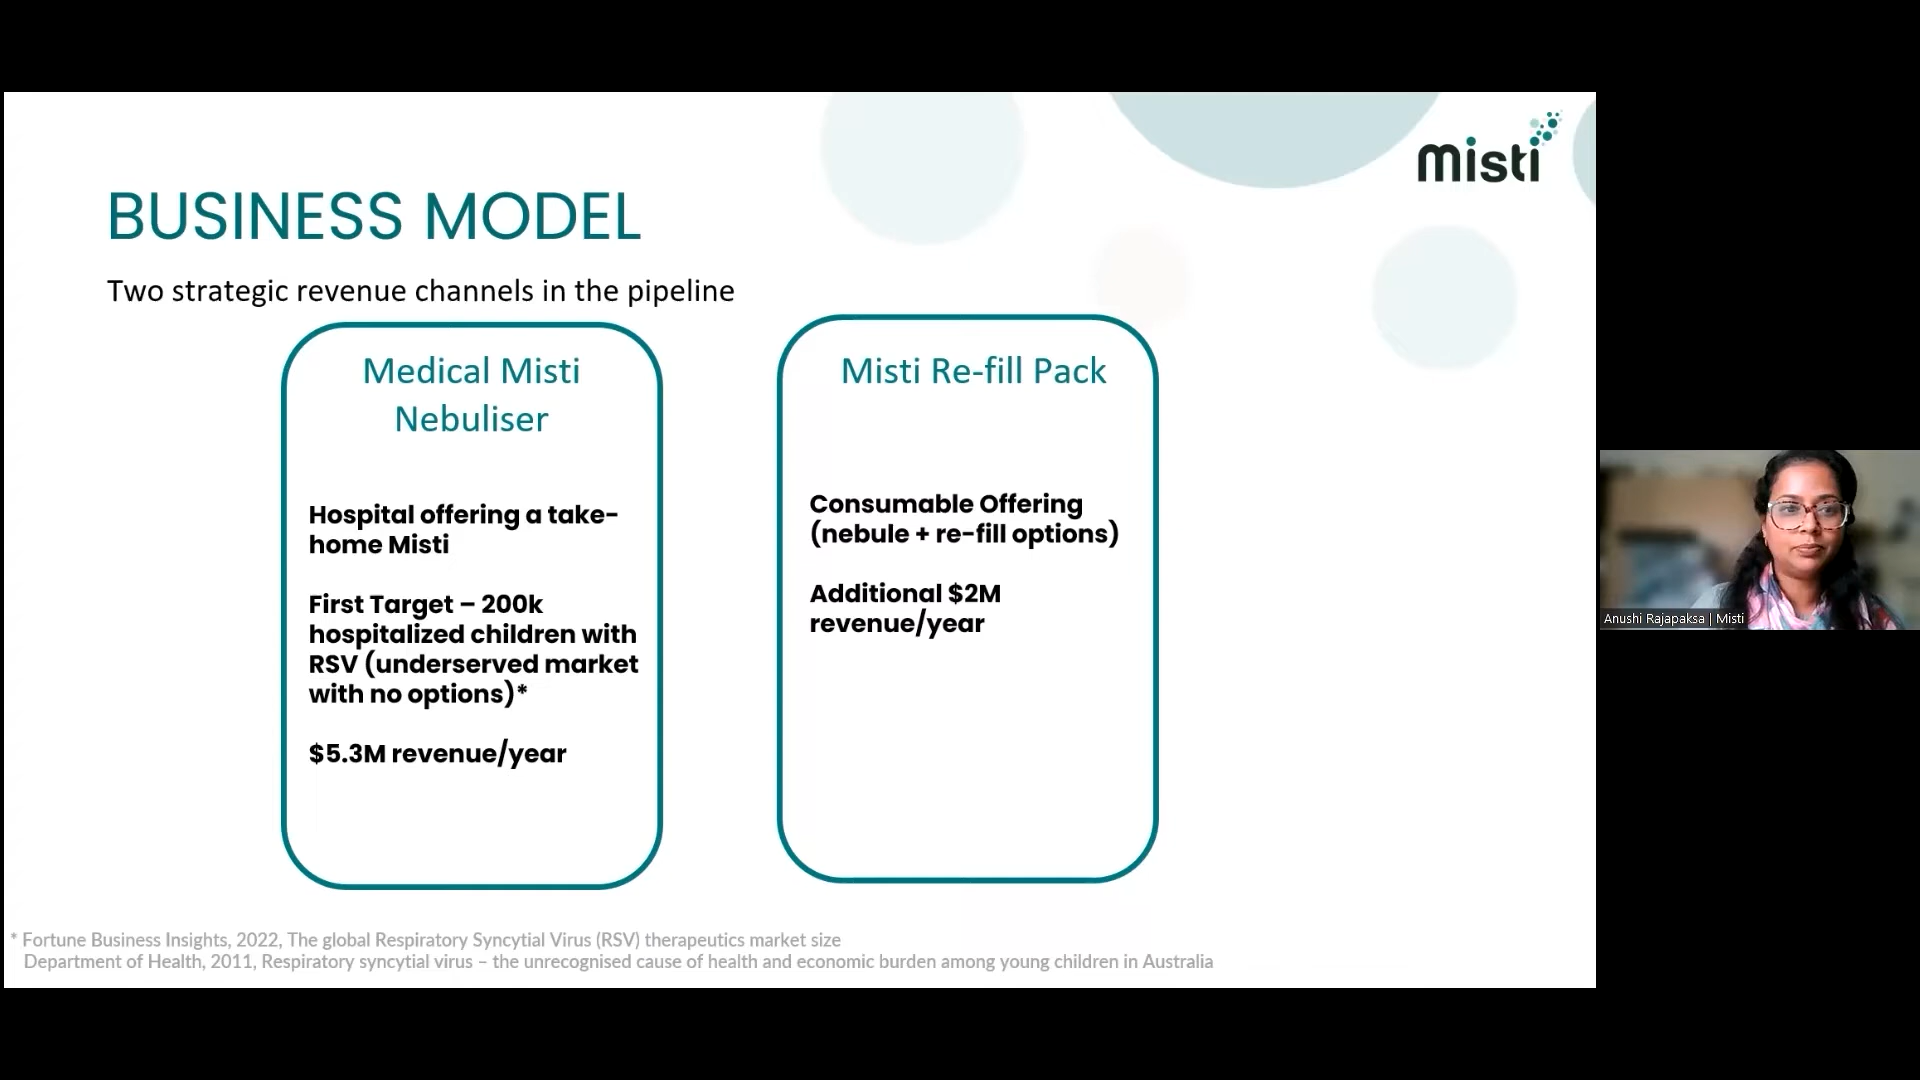 misti
BUSINESS MODEL
Two strategic revenue channels in the pipeline
Medical Misti
Nebuliser
Hospital offering a take-
home Misti
First Target – 200k
hospitalized children with
RSV (underserved market
with no options)*
$5.3M revenue/year
Misti Re-fill Pack
Consumable Offering
(nebule + re-fill options)
Additional $2M
revenue/year
* Fortune Business Insights, 2022, The global Respiratory Syncytial Virus (RSV) therapeutics market size
Department of Health, 2011, Respiratory syncytial virus – the unrecognised cause of health and economic burden among young children in Australia
Anushi Rajapaksa | Misti